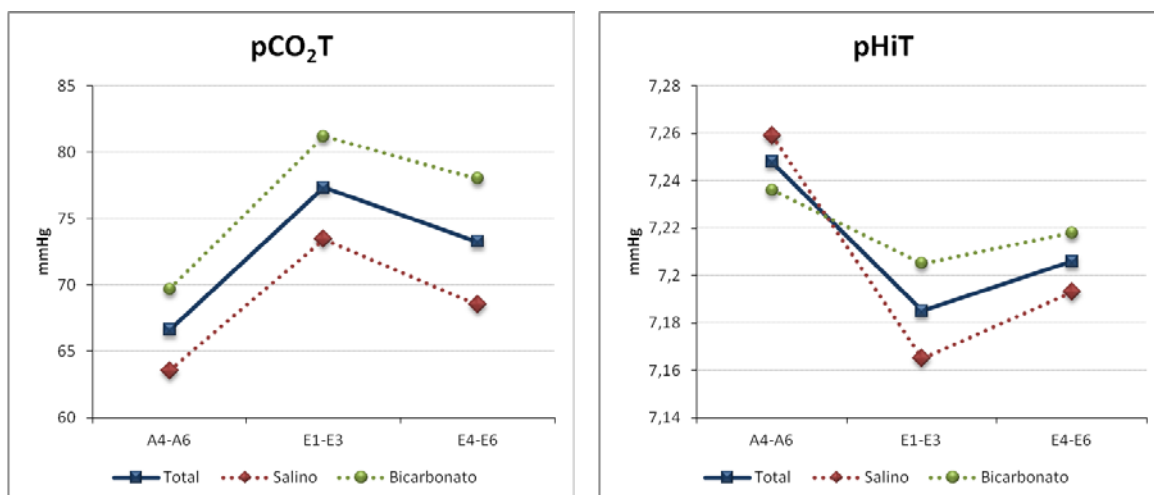 pCO₂T
85
80
75
70
65
60
mmHg
A4-A6 E1-E3 E4-E6
Total Salino Bicarbonato
pHiT
7,28
7,26
7,24
7,22
7,2
7,18
7,16
7,14
mmHg
A4-A6 E1-E3 E4-E6
Total Salino Bicarbonato